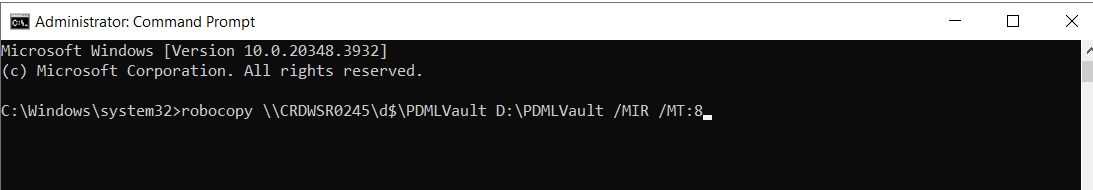 Administrator: Command Prompt
Microsoft Windows [Version 10.0.20348.3932]
(c) Microsoft Corporation. All rights reserved.
C:\Windows\system32>robocopy \\CRDWSR0245\d$\PDMLVault D:\PDMLVault /MIR /MT:8